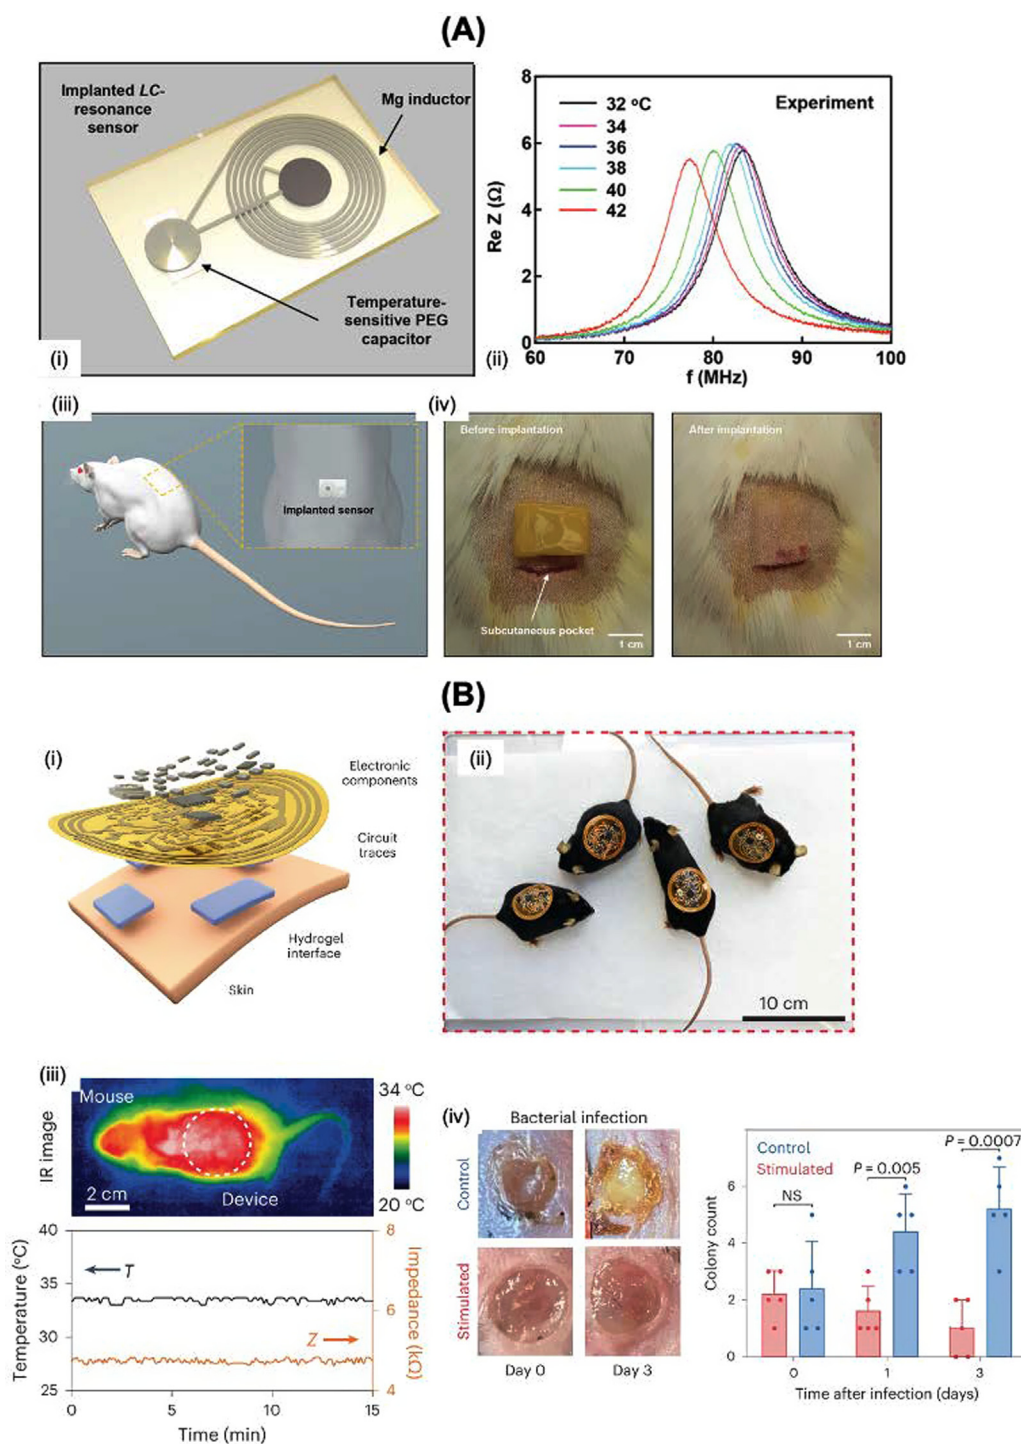 (A)
Implanted LC-
resonance
sensor
Mg inductor
Temperature-
sensitive PEG
capacitor
(i)
8
6
4
2
0
Re Z (Ω)
32 ºC
34
36
38
40
42
Experiment
60
70
80
90
100
f (MHz)
(ii)
(iii)
Implanted sensor
(iv)
Before implantation
Subcutaneous pocket
1 cm
After implantation
1 cm
(B)
(i)
Electronic
components
Circuit
traces
Hydrogel
interface
Skin
(ii)
10 cm
(iii)
IR image
Mouse
2 cm
Device
34 ºC
20 ºC
40
35
30
25
Temperature (ºC)
T
Z
8
6
4
Impedance (kΩ)
0
5
10
15
Time (min)
(iv)
Bacterial infection
Control
Stimulated
Day 0
Day 3
Control
Stimulated
P = 0.0007
P = 0.005
NS
6
4
2
0
Colony count
0
1
3
Time after infection (days)